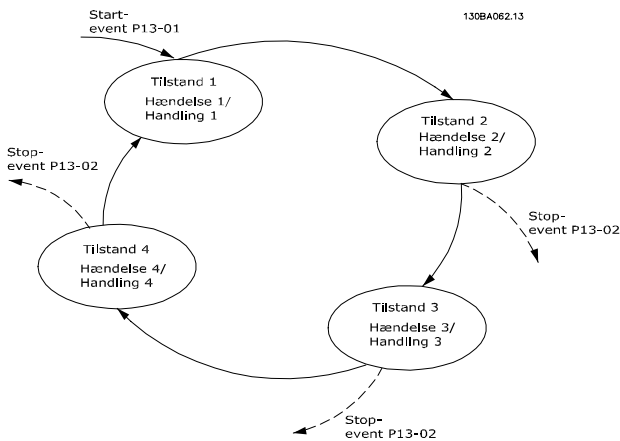 Start-
event P13-01
130BA062.13
Tilstand 1
Hændelse 1/
Handling 1
Tilstand 2
Hændelse 2/
Handling 2
Stop-
event P13-02
Stop-
event P13-02
Tilstand 4
Hændelse 4/
Handling 4
Tilstand 3
Hændelse 3/
Handling 3
Stop-
event P13-02